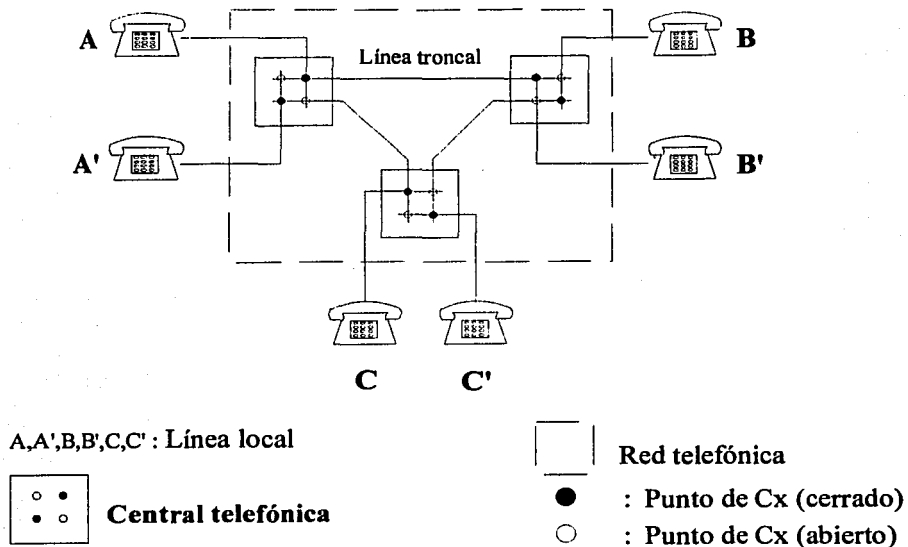 A
B
Línea troncal
A'
B'
C
C'
A,A',B,B',C,C' : Línea local
Red telefónica
Central telefónica
: Punto de Cx (cerrado)
: Punto de Cx (abierto)